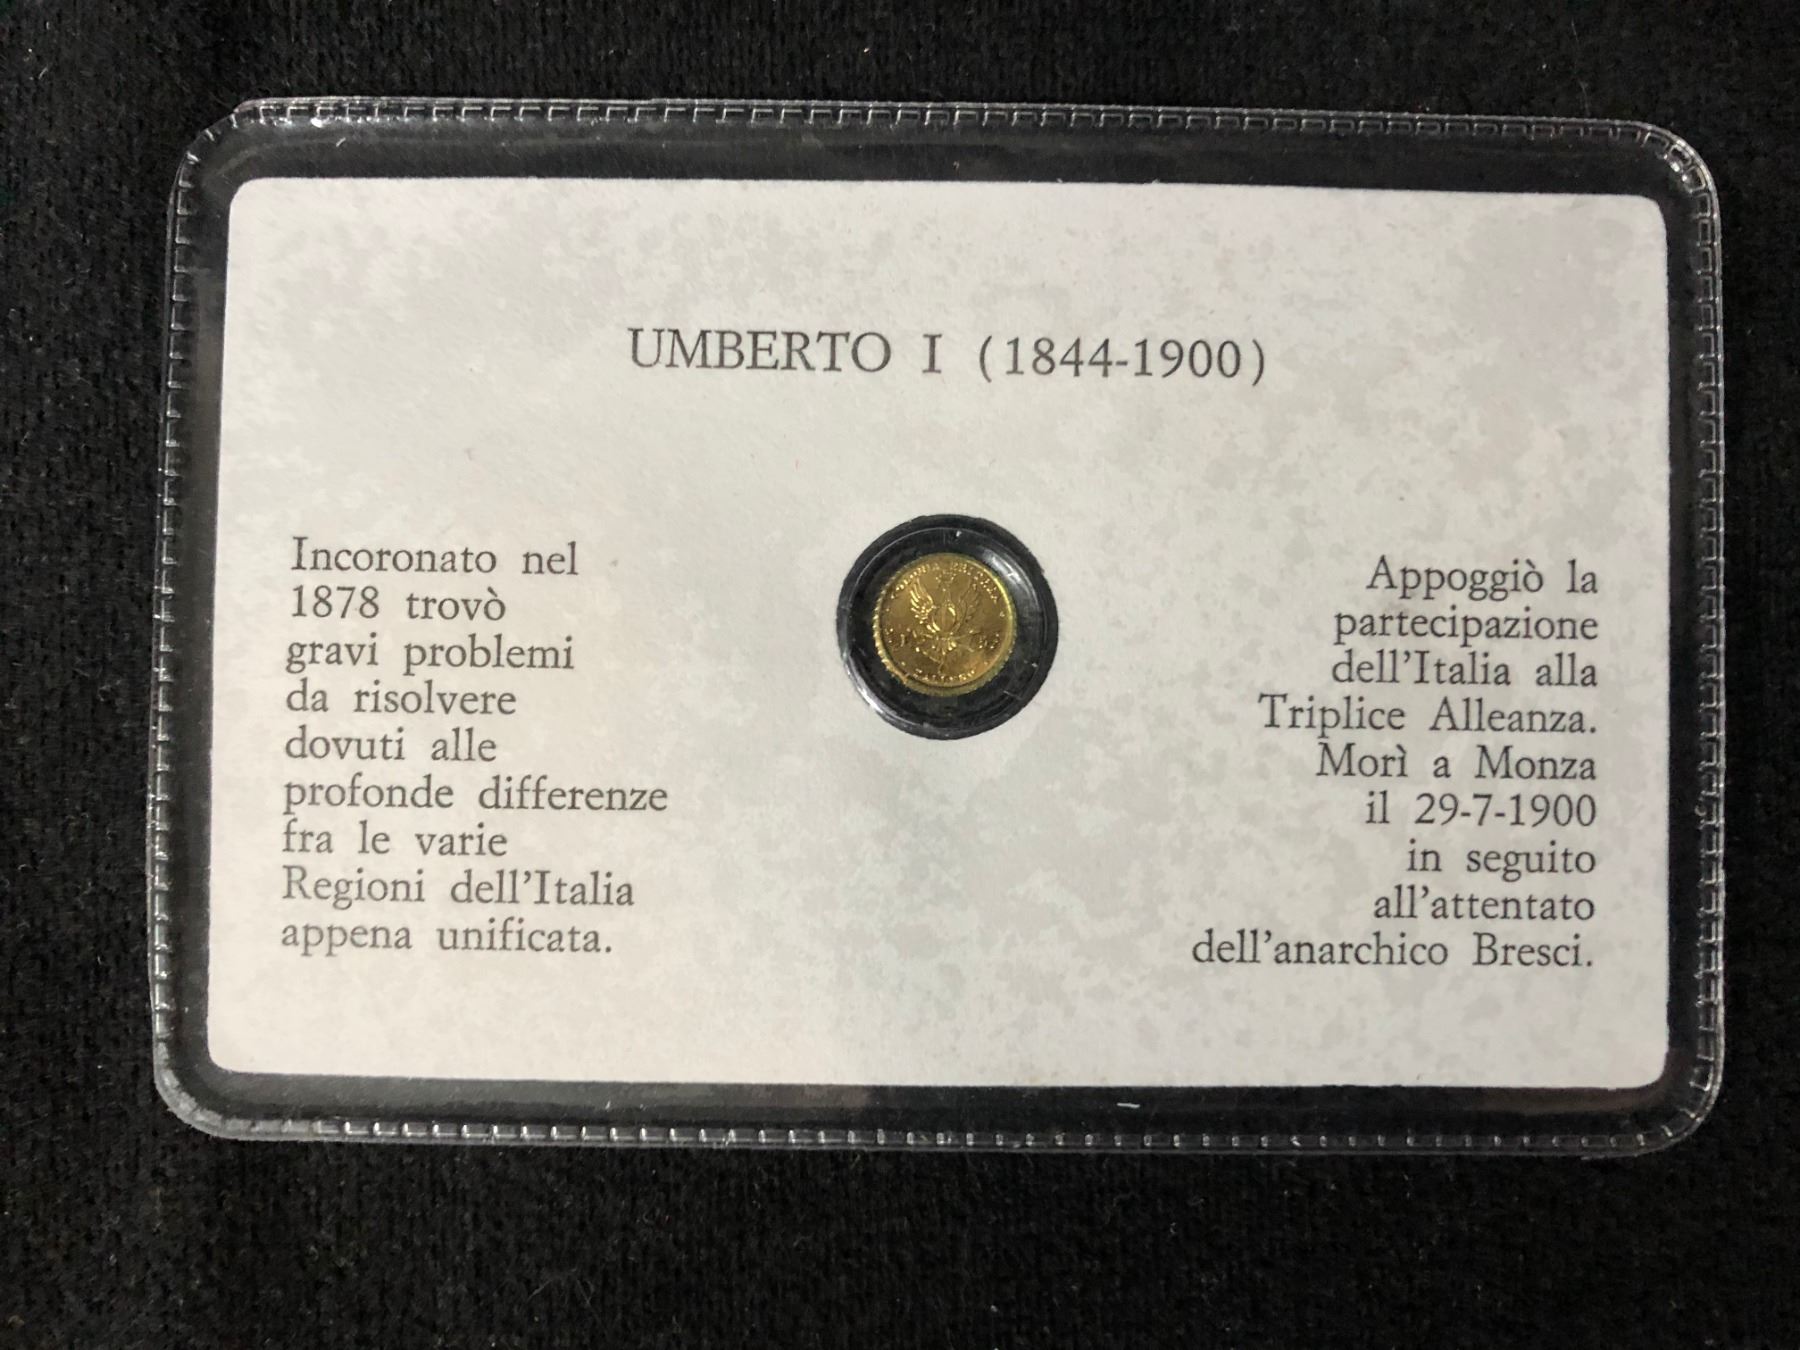 UMBERTO I (1844-1900)
Incoronato nel
1878 trovò
gravi problemi
da risolvere
dovuti alle
profonde differenze
fra le varie
Regioni dell'Italia
appena unificata.
Appoggiò la
partecipazione
dell'Italia alla
Triplice Alleanza.
Morì a Monza
il 29-7-1900
in seguito
all'attentato
dell'anarchico Bresci.